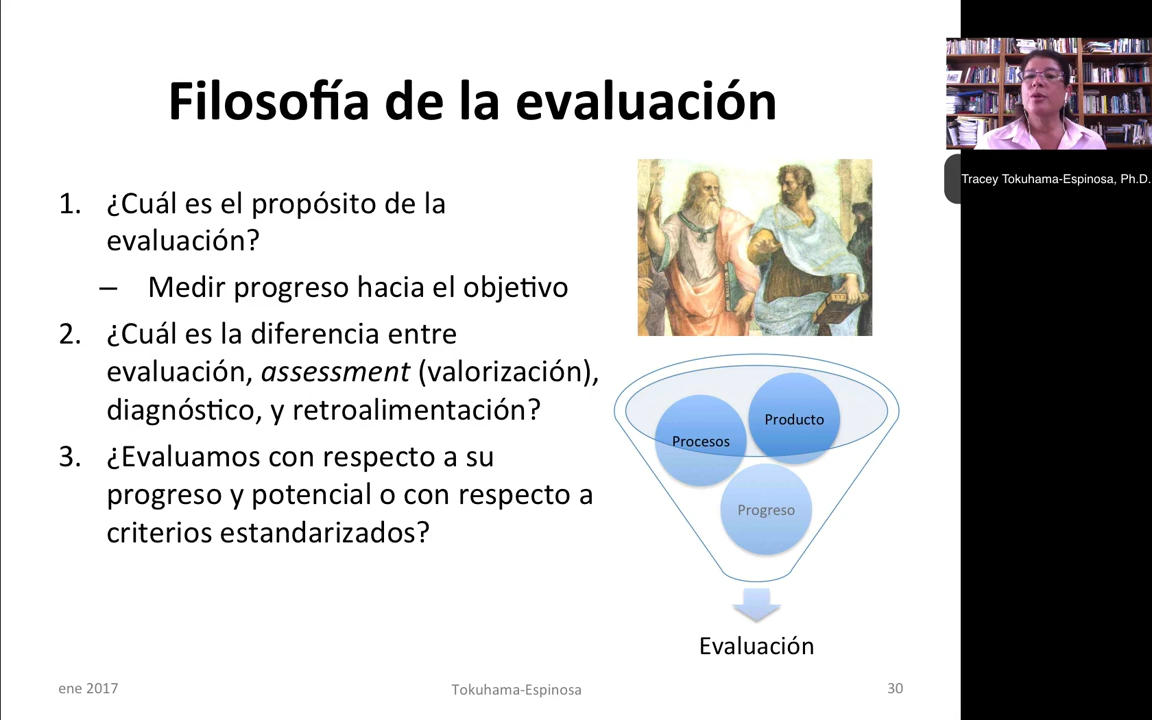 Filosofía de la evaluación
1. ¿Cuál es el propósito de la
evaluación?
– Medir progreso hacia el objetivo
2. ¿Cuál es la diferencia entre
evaluación, assessment (valorización),
diagnóstico, y retroalimentación?
3. ¿Evaluamos con respecto a su
progreso y potencial o con respecto a
criterios estandarizados?
Producto
Procesos
Progreso
Evaluación
ene 2017
Tokuhama-Espinosa
30
Tracey Tokuhama-Espinosa, Ph.D.